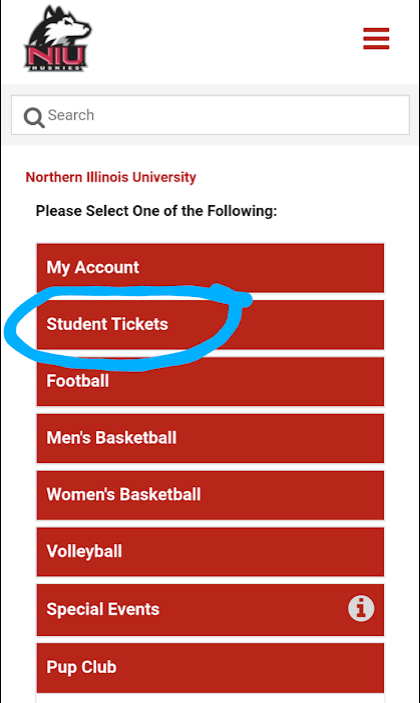 NIU
HUSKIES
Search
Northern Illinois University
Please Select One of the Following:
My Account
Student Tickets
Football
Men's Basketball
Women's Basketball
Volleyball
Special Events
Pup Club